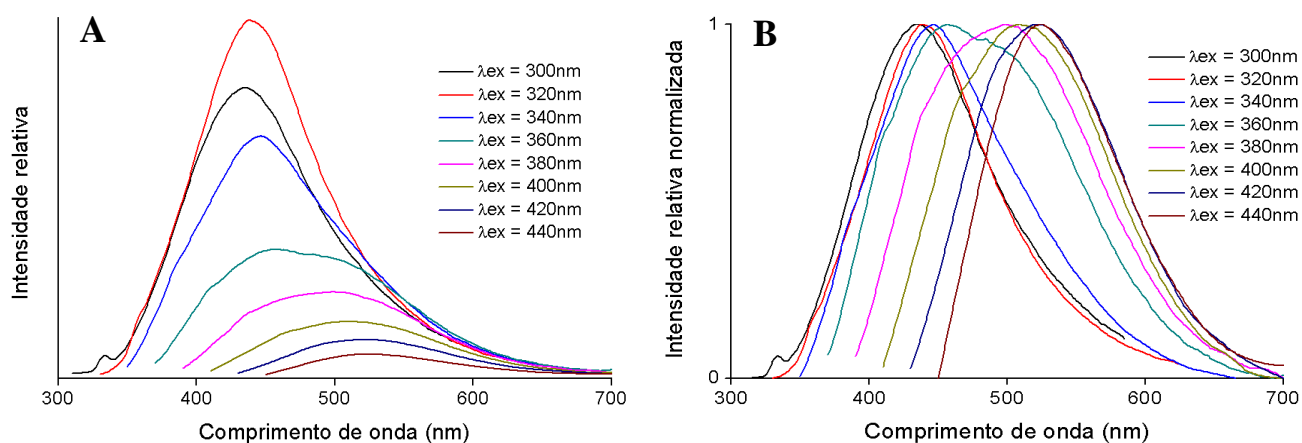 A
Intensidade relativa
λex = 300nm
λex = 320nm
λex = 340nm
λex = 360nm
λex = 380nm
λex = 400nm
λex = 420nm
λex = 440nm
300
400
500
600
700
Comprimento de onda (nm)
B
Intensidade relativa normalizada
1
0
λex = 300nm
λex = 320nm
λex = 340nm
λex = 360nm
λex = 380nm
λex = 400nm
λex = 420nm
λex = 440nm
300
400
500
600
700
Comprimento de onda (nm)